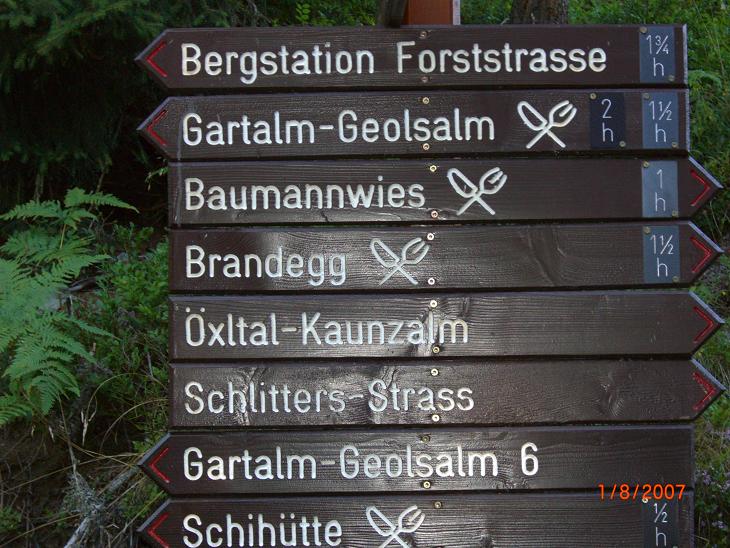 Bergstation Forststrasse 1¾ h
Gartalm-Geolsalm 2 h 1½ h
Baumannwies 1 h
Brandegg 1½ h
Öxltal-Kaunzalm
Schlitters-Strass
Gartalm-Geolsalm 6
1/8/2007
Schihütte ½ h